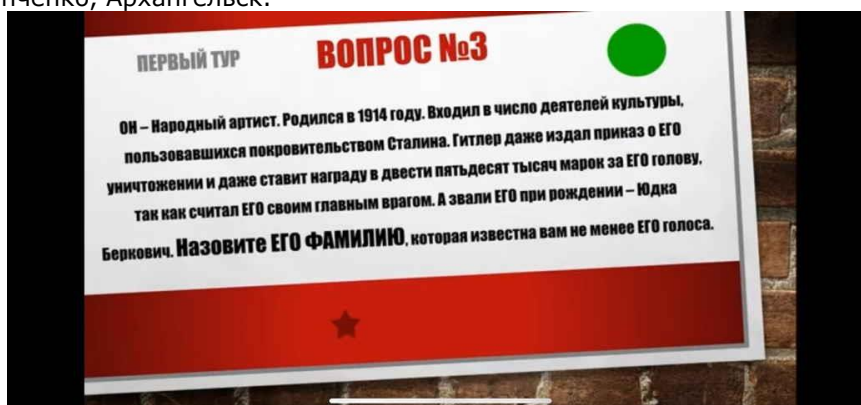 нченко, Архангельск.
ПЕРВЫЙ ТУР
ВОПРОС №3
ОН – Народный артист. Родился в 1914 году. Входил в число деятелей культуры,
пользовавшихся покровительством Сталина. Гитлер даже издал приказ о ЕГО
уничтожении и даже ставит награду в двести пятьдесят тысяч марок за ЕГО голову,
так как считал ЕГО своим главным врагом. А звали ЕГО при рождении – Юдка
Беркович. Назовите ЕГО ФАМИЛИЮ, которая известна вам не менее ЕГО голоса.